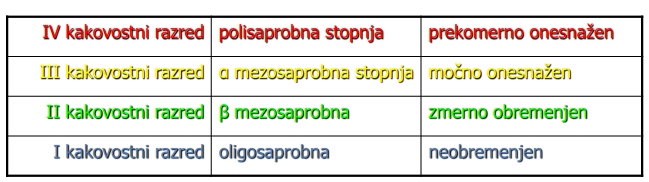 IV kakovostni razred polisaprobna stopnja prekomerno onesnažen
III kakovostni razred α mezosaprobna stopnja močno onesnažen
II kakovostni razred β mezosaprobna zmerno obremenjen
I kakovostni razred oligosaprobna neobremenjen